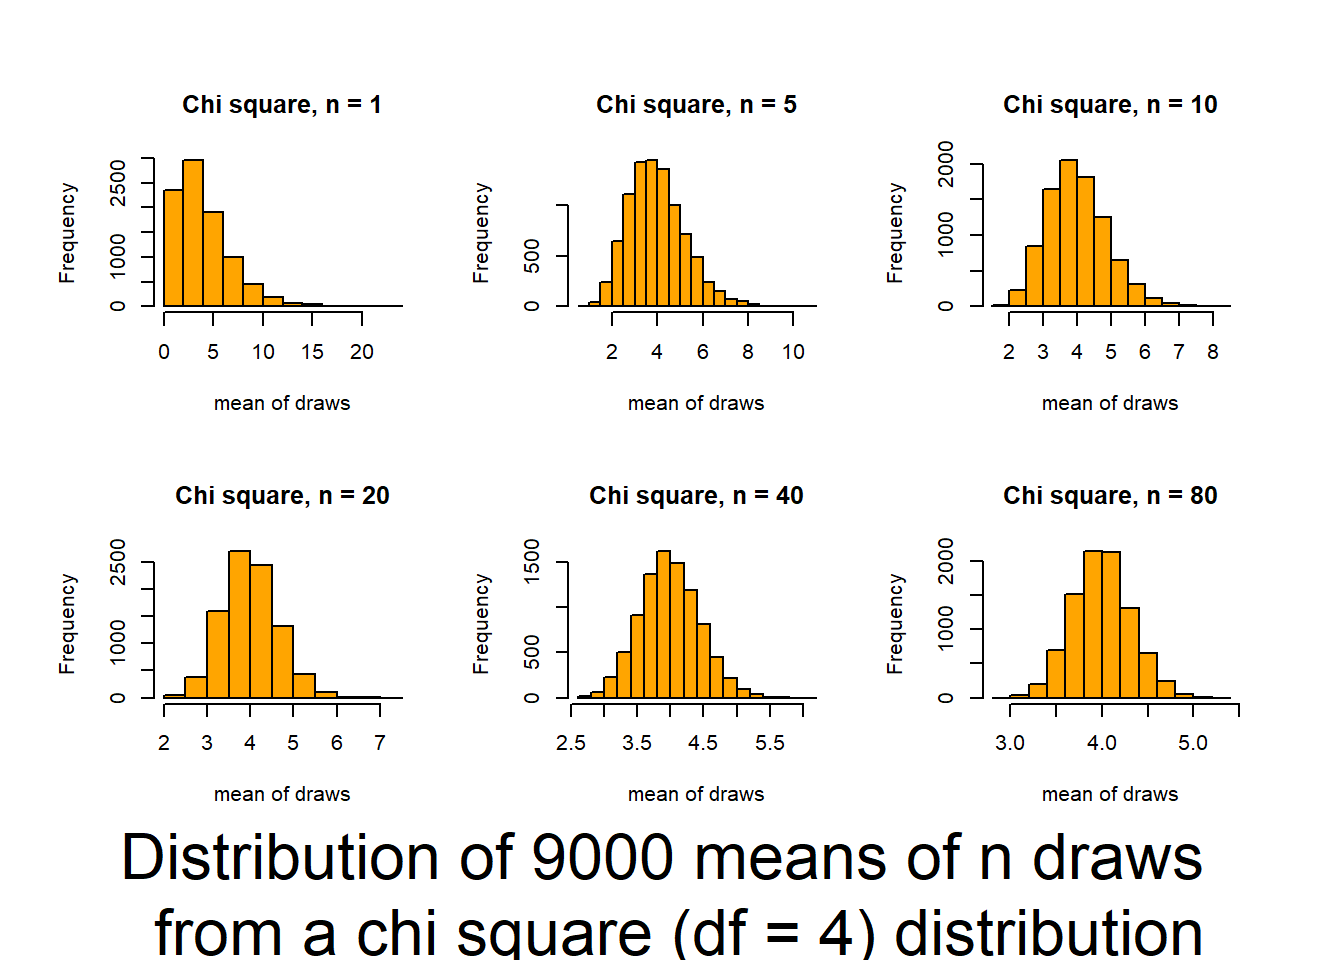 Chi square, n = 1
Frequency
0 1000 2500
0 5 10 15 20
mean of draws
Chi square, n = 5
Frequency
0 500
2 4 6 8 10
mean of draws
Chi square, n = 10
Frequency
0 1000 2000
2 3 4 5 6 7 8
mean of draws
Chi square, n = 20
Frequency
0 1000 2500
2 3 4 5 6 7
mean of draws
Chi square, n = 40
Frequency
0 500 1500
2.5 3.5 4.5 5.5
mean of draws
Chi square, n = 80
Frequency
0 1000 2000
3.0 4.0 5.0
mean of draws
Distribution of 9000 means of n draws
from a chi square (df = 4) distribution